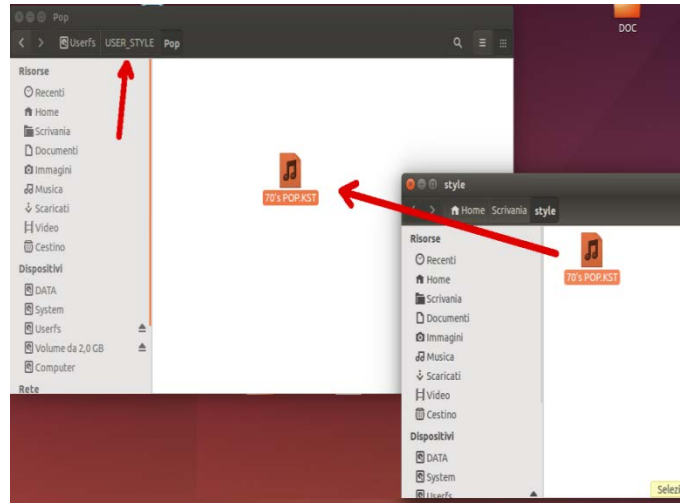 Pop
Userfs USER_STYLE Pop
Risorse
Recenti
Home
Scrivania
Documenti
Immagini
Musica
Scaricati
Video
Cestino
Dispositivi
DATA
System
Userfs
Volume da 2,0 GB
Computer
Rete
70's POP.KST
DOC
style
Home Scrivania style
Risorse
Recenti
Home
Scrivania
Documenti
Immagini
Musica
Scaricati
Video
Cestino
Dispositivi
DATA
System
Userfs
70's POP.KST